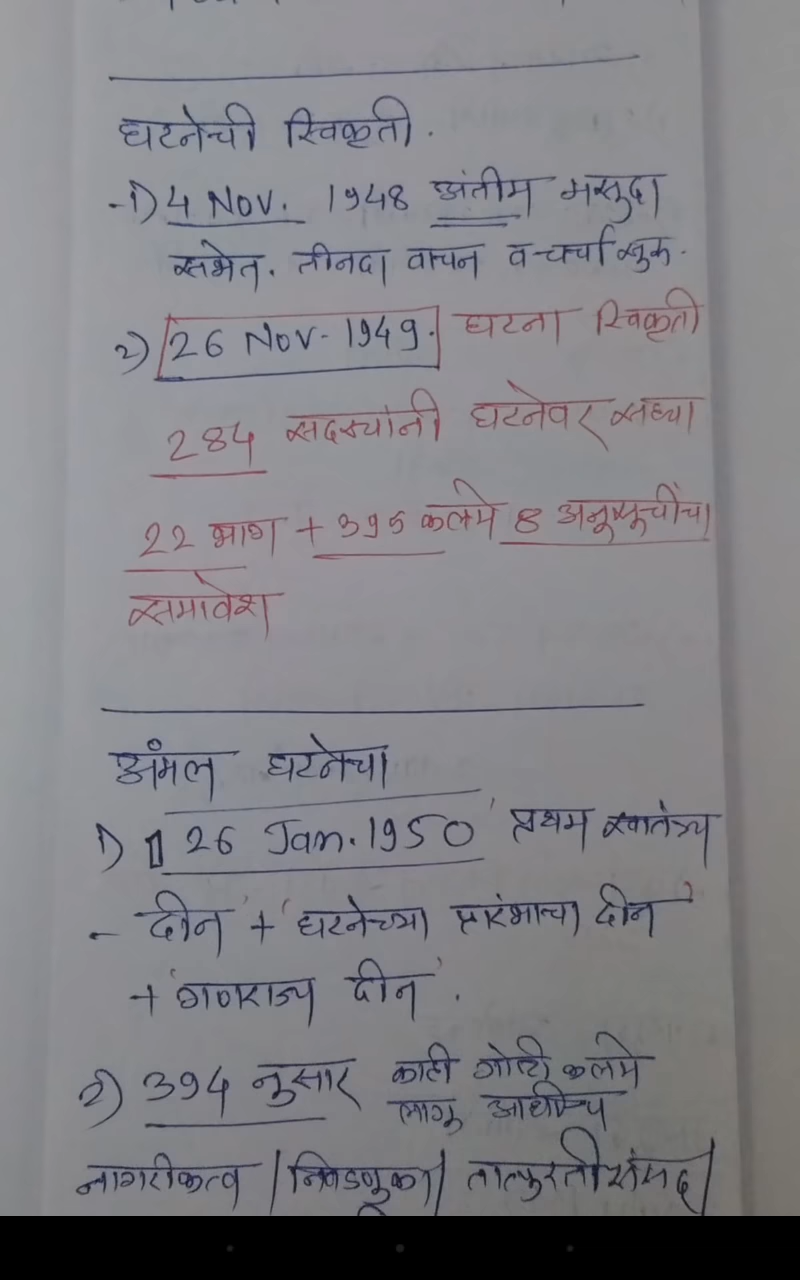 घटनेची स्विकृती.
-1) 4 Nov. 1948 अंतीम मसुदा
सभेत. तीनदा वाचन व चर्चा सुरु.
२) 26 Nov- 1949. घटना स्विकृती
284 सदस्यांनी घटनेवर सह्या
22 भाग + 395 कलमे 8 अनूसूचींचा
समावेश
अंमल घटनेचा
1) 26 Jan. 1950 'प्रथम स्वातंत्र्य
- दीन' + 'घटनेच्या प्रारंभाचा दीन'
+ 'गणराज्य दीन'.
२) 394 नुसार काही गोष्टी कलमे
लागू आधीच
नागरीकत्व / निवडणूका / तात्पुरती संसद /